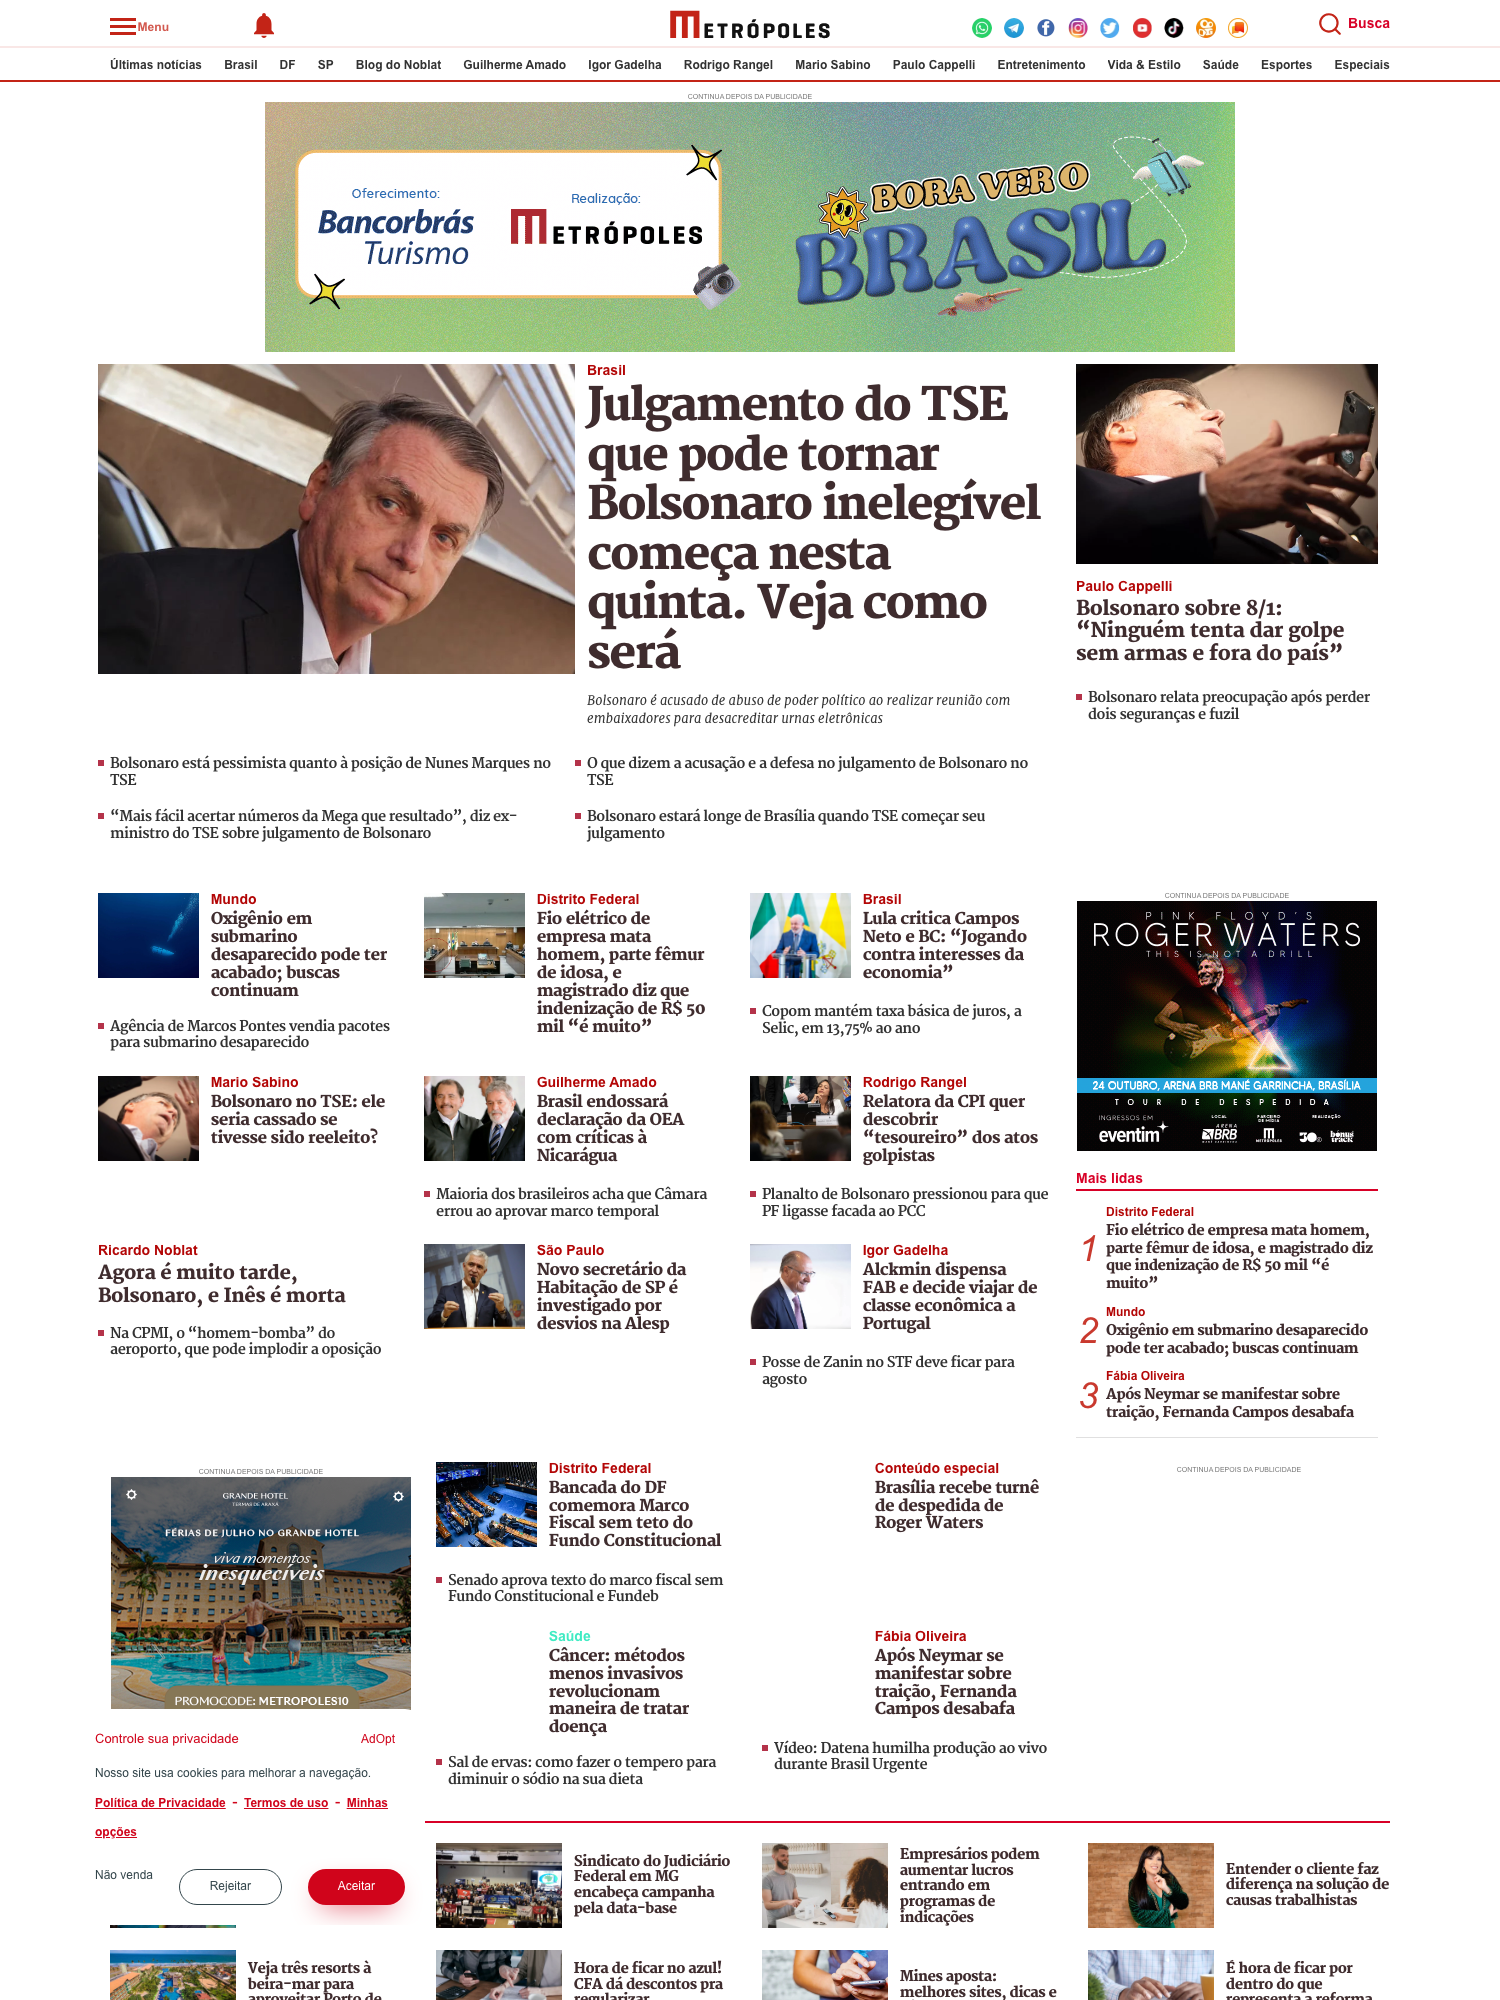 Menu
METRÓPOLES
Busca
Últimas notícias Brasil DF SP Blog do Noblat Guilherme Amado Igor Gadelha Rodrigo Rangel Mario Sabino Paulo Cappelli Entretenimento Vida & Estilo Saúde Esportes Especiais
CONTINUA DEPOIS DA PUBLICIDADE
Oferecimento:
Bancorbrás
Turismo
Realização:
METRÓPOLES
BORA VER O
BRASIL
Brasil
Julgamento do TSE
que pode tornar
Bolsonaro inelegível
começa nesta
quinta. Veja como
será
Bolsonaro é acusado de abuso de poder político ao realizar reunião com
embaixadores para desacreditar urnas eletrônicas
Paulo Cappelli
Bolsonaro sobre 8/1:
“Ninguém tenta dar golpe
sem armas e fora do país”
Bolsonaro relata preocupação após perder
dois seguranças e fuzil
Bolsonaro está pessimista quanto à posição de Nunes Marques no
TSE
O que dizem a acusação e a defesa no julgamento de Bolsonaro no
TSE
“Mais fácil acertar números da Mega que resultado”, diz ex-
ministro do TSE sobre julgamento de Bolsonaro
Bolsonaro estará longe de Brasília quando TSE começar seu
julgamento
Mundo
Oxigênio em
submarino
desaparecido pode ter
acabado; buscas
continuam
Agência de Marcos Pontes vendia pacotes
para submarino desaparecido
Distrito Federal
Fio elétrico de
empresa mata
homem, parte fêmur
de idosa, e
magistrado diz que
indenização de R$ 50
mil “é muito”
Brasil
Lula critica Campos
Neto e BC: “Jogando
contra interesses da
economia”
Copom mantém taxa básica de juros, a
Selic, em 13,75% ao ano
CONTINUA DEPOIS DA PUBLICIDADE
PINK FLOYD'S
ROGER WATERS
THIS IS NOT A DRILL
24 OUTUBRO, ARENA BRB MANÉ GARRINCHA, BRASÍLIA
TOUR DE DESPEDIDA
INGRESSOS EM
eventim
LOCAL
ARENA
BRB
PARCEIRO
DE MÍDIA
METRÓPOLES
REALIZAÇÃO
30e
bonus
track
Mario Sabino
Bolsonaro no TSE: ele
seria cassado se
tivesse sido reeleito?
Guilherme Amado
Brasil endossará
declaração da OEA
com críticas à
Nicarágua
Maioria dos brasileiros acha que Câmara
errou ao aprovar marco temporal
Rodrigo Rangel
Relatora da CPI quer
descobrir
“tesoureiro” dos atos
golpistas
Planalto de Bolsonaro pressionou para que
PF ligasse facada ao PCC
Mais lidas
1
Distrito Federal
Fio elétrico de empresa mata homem,
parte fêmur de idosa, e magistrado diz
que indenização de R$ 50 mil “é
muito”
2
Mundo
Oxigênio em submarino desaparecido
pode ter acabado; buscas continuam
3
Fábia Oliveira
Após Neymar se manifestar sobre
traição, Fernanda Campos desabafa
Ricardo Noblat
Agora é muito tarde,
Bolsonaro, e Inês é morta
Na CPMI, o “homem-bomba” do
aeroporto, que pode implodir a oposição
São Paulo
Novo secretário da
Habitação de SP é
investigado por
desvios na Alesp
Igor Gadelha
Alckmin dispensa
FAB e decide viajar de
classe econômica a
Portugal
Posse de Zanin no STF deve ficar para
agosto
CONTINUA DEPOIS DA PUBLICIDADE
GRANDE HOTEL
TERMAS DE ARAXÁ
FÉRIAS DE JULHO NO GRANDE HOTEL
viva momentos
inesquecíveis
PROMOCODE: METROPOLES10
Distrito Federal
Bancada do DF
comemora Marco
Fiscal sem teto do
Fundo Constitucional
Senado aprova texto do marco fiscal sem
Fundo Constitucional e Fundeb
Conteúdo especial
Brasília recebe turnê
de despedida de
Roger Waters
CONTINUA DEPOIS DA PUBLICIDADE
Saúde
Câncer: métodos
menos invasivos
revolucionam
maneira de tratar
doença
Sal de ervas: como fazer o tempero para
diminuir o sódio na sua dieta
Fábia Oliveira
Após Neymar se
manifestar sobre
traição, Fernanda
Campos desabafa
Vídeo: Datena humilha produção ao vivo
durante Brasil Urgente
Controle sua privacidade
AdOpt
Nosso site usa cookies para melhorar a navegação.
Política de Privacidade - Termos de uso - Minhas
opções
Não venda
Rejeitar
Aceitar
Sindicato do Judiciário
Federal em MG
encabeça campanha
pela data-base
Empresários podem
aumentar lucros
entrando em
programas de
indicações
Entender o cliente faz
diferença na solução de
causas trabalhistas
Veja três resorts à
beira-mar para
aproveitar Porto de
Hora de ficar no azul!
CFA dá descontos pra
regularizar
Mines aposta:
melhores sites, dicas e
É hora de ficar por
dentro do que
representa a reforma